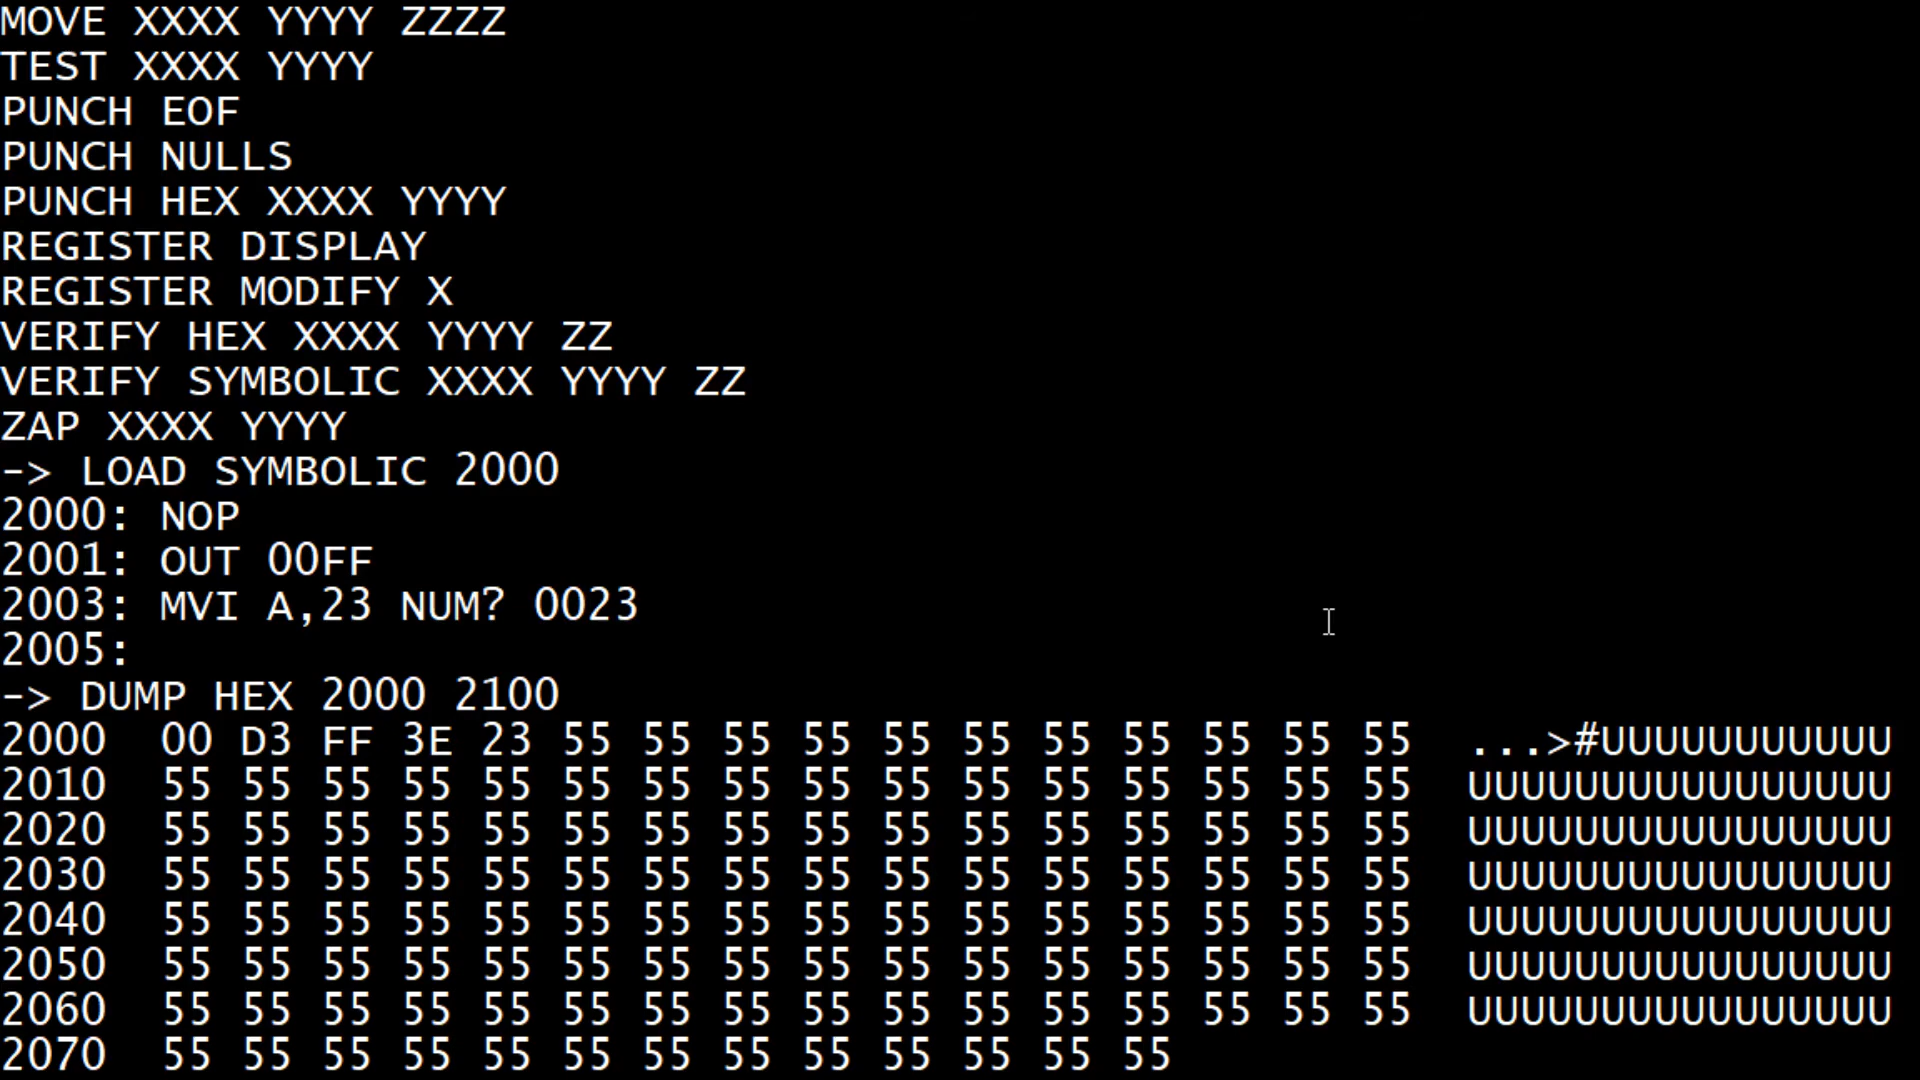 MOVE XXXX YYYY ZZZZ
TEST XXXX YYYY
PUNCH EOF
PUNCH NULLS
PUNCH HEX XXXX YYYY
REGISTER DISPLAY
REGISTER MODIFY X
VERIFY HEX XXXX YYYY ZZ
VERIFY SYMBOLIC XXXX YYYY ZZ
ZAP XXXX YYYY
-> LOAD SYMBOLIC 2000
2000: NOP
2001: OUT 00FF
2003: MVI A,23 NUM? 0023
2005:
-> DUMP HEX 2000 2100
2000  00 D3 FF 3E 23 55 55 55 55 55 55 55 55 55 55 55  ...>#UUUUUUUUUUU
2010  55 55 55 55 55 55 55 55 55 55 55 55 55 55 55 55  UUUUUUUUUUUUUUUU
2020  55 55 55 55 55 55 55 55 55 55 55 55 55 55 55 55  UUUUUUUUUUUUUUUU
2030  55 55 55 55 55 55 55 55 55 55 55 55 55 55 55 55  UUUUUUUUUUUUUUUU
2040  55 55 55 55 55 55 55 55 55 55 55 55 55 55 55 55  UUUUUUUUUUUUUUUU
2050  55 55 55 55 55 55 55 55 55 55 55 55 55 55 55 55  UUUUUUUUUUUUUUUU
2060  55 55 55 55 55 55 55 55 55 55 55 55 55 55 55 55  UUUUUUUUUUUUUUUU
2070  55 55 55 55 55 55 55 55 55 55 55 55 55